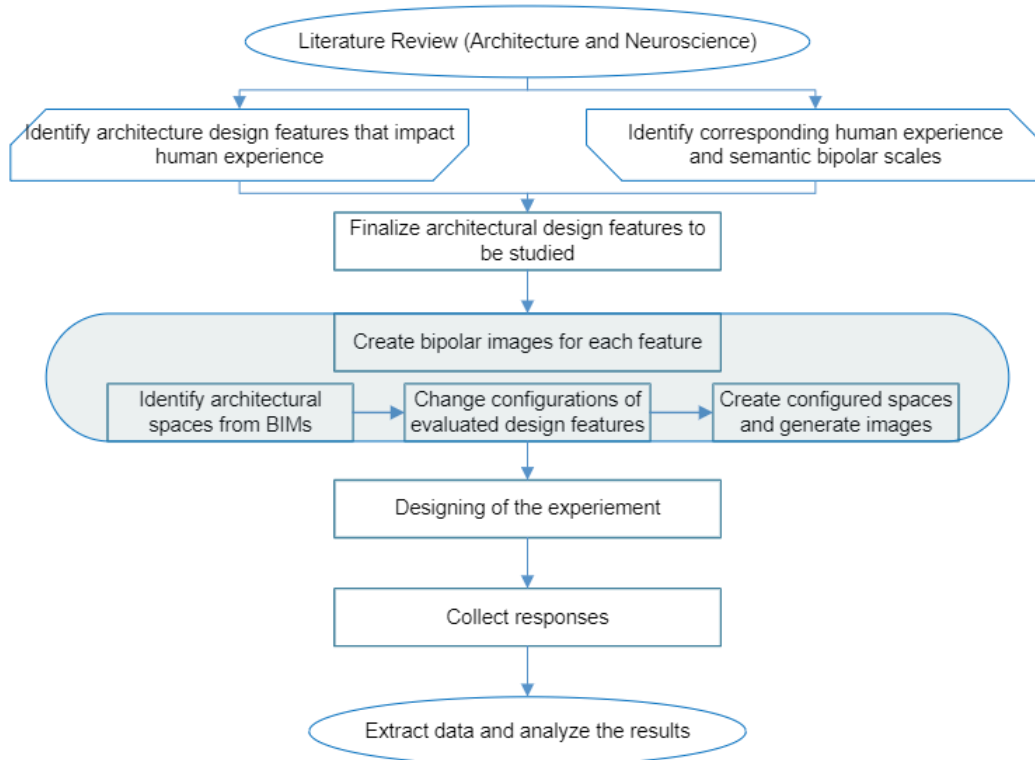 Literature Review (Architecture and Neuroscience)
Identify architecture design features that impact
human experience
Identify corresponding human experience
and semantic bipolar scales
Finalize architectural design features to
be studied
Create bipolar images for each feature
Identify architectural
spaces from BIMs
Change configurations of
evaluated design features
Create configured spaces
and generate images
Designing of the experiement
Collect responses
Extract data and analyze the results